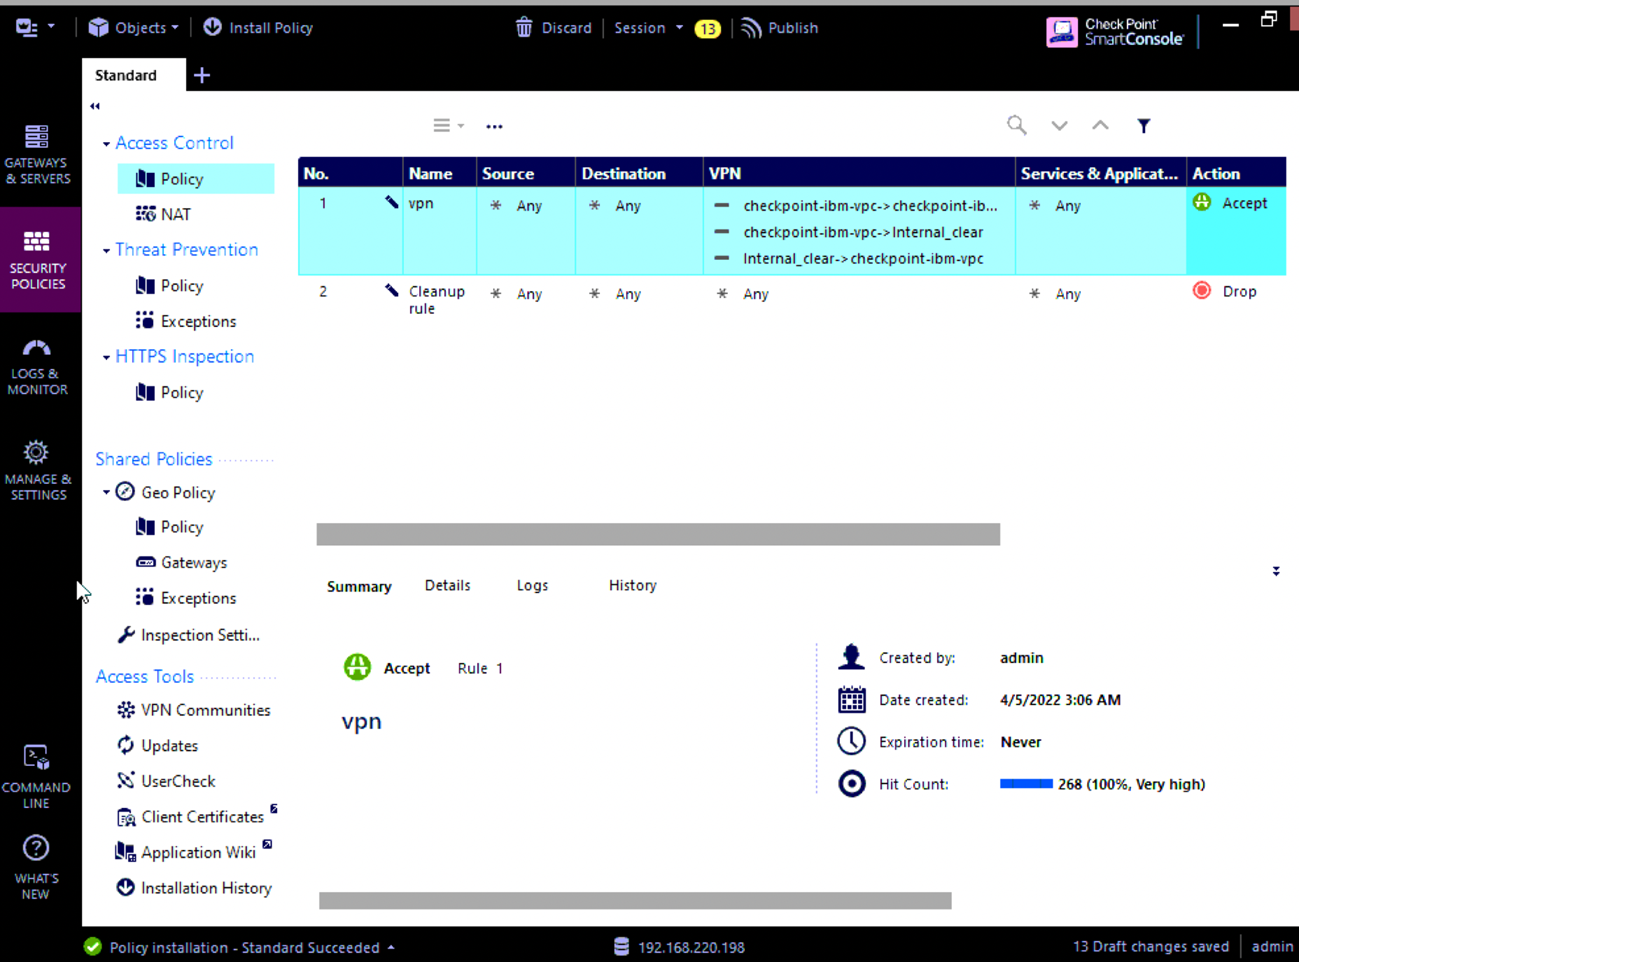 Objects
Install Policy
Discard
Session
13
Publish
Check Point
SmartConsole
Standard
+
GATEWAYS
& SERVERS
SECURITY
POLICIES
LOGS &
MONITOR
MANAGE &
SETTINGS
COMMAND
LINE
WHAT'S
NEW
Access Control
Policy
NAT
Threat Prevention
Policy
Exceptions
HTTPS Inspection
Policy
Shared Policies
Geo Policy
Policy
Gateways
Exceptions
Inspection Setti...
Access Tools
VPN Communities
Updates
UserCheck
Client Certificates
Application Wiki
Installation History
No. Name Source Destination VPN Services & Applicat... Action
1 vpn * Any * Any checkpoint-ibm-vpc->checkpoint-ib... * Any Accept
checkpoint-ibm-vpc->Internal_clear
Internal_clear->checkpoint-ibm-vpc
2 Cleanup * Any * Any * Any * Any Drop
rule
Summary Details Logs History
Accept Rule 1
vpn
Created by: admin
Date created: 4/5/2022 3:06 AM
Expiration time: Never
Hit Count: 268 (100%, Very high)
Policy installation - Standard Succeeded
192.168.220.198
13 Draft changes saved
admin